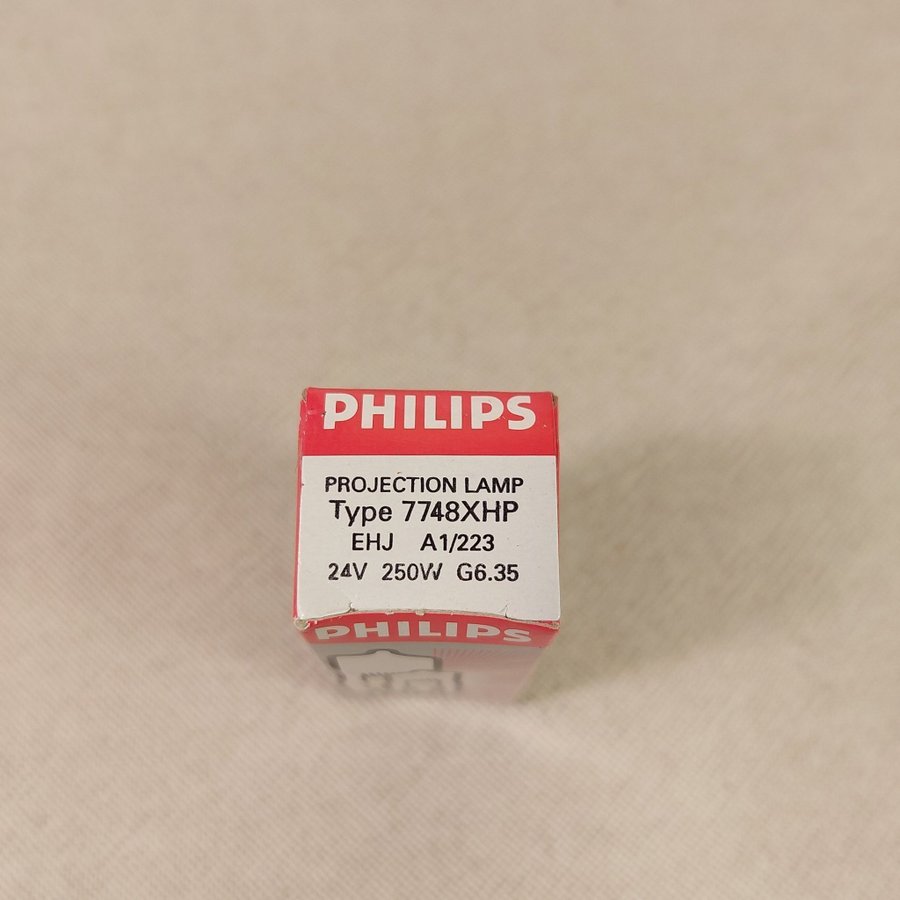 PHILIPS
PROJECTION LAMP
Type 7748XHP
EHJ A1/223
24V 250W G6.35
PHILIPS